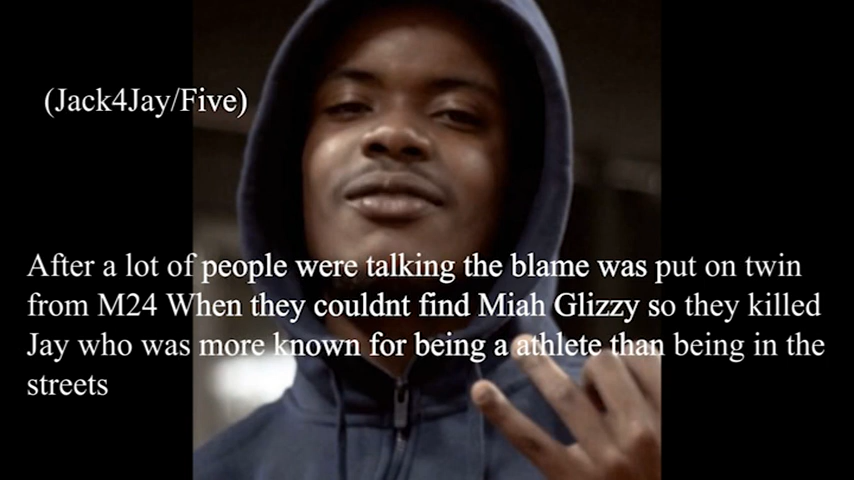 (Jack4Jay/Five)
After a lot of people were talking the blame was put on twin
from M24 When they couldnt find Miah Glizzy so they killed
Jay who was more known for being a athlete than being in the
streets